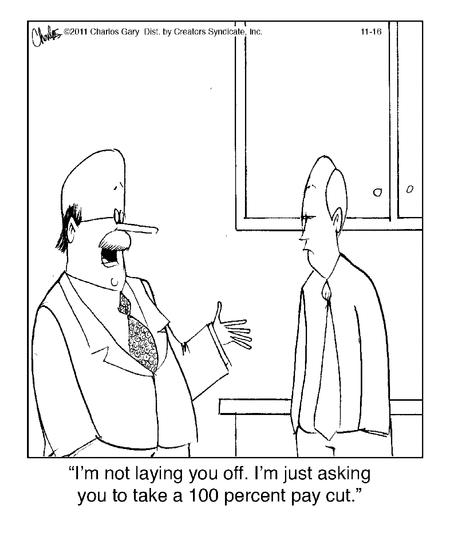 Charlos ©2011 Charlos Gary Dist. by Creators Syndicate, Inc. 11-16
"I'm not laying you off. I'm just asking
you to take a 100 percent pay cut."